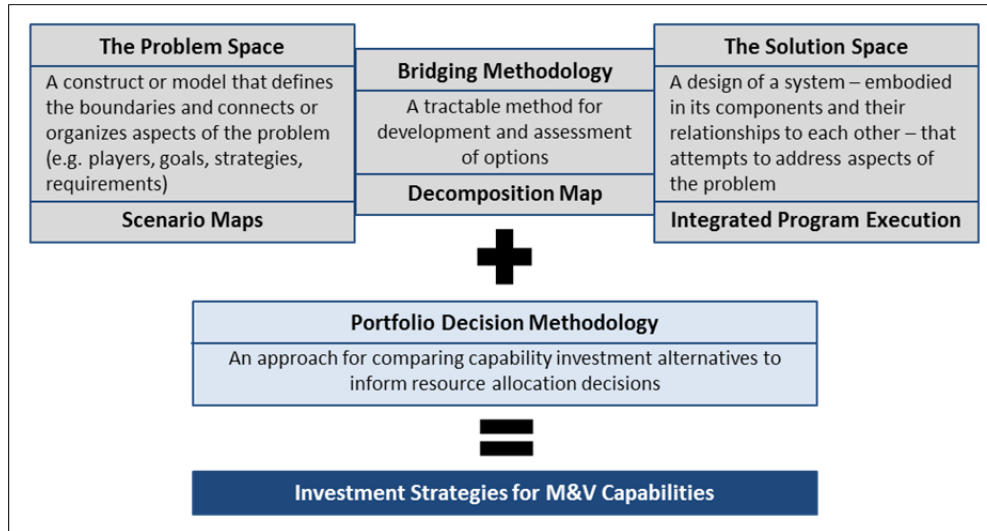 The Problem Space
A construct or model that defines
the boundaries and connects or
organizes aspects of the problem
(e.g. players, goals, strategies,
requirements)
Scenario Maps
Bridging Methodology
A tractable method for
development and assessment
of options
Decomposition Map
The Solution Space
A design of a system – embodied
in its components and their
relationships to each other – that
attempts to address aspects of
the problem
Integrated Program Execution
Portfolio Decision Methodology
An approach for comparing capability investment alternatives to
inform resource allocation decisions
Investment Strategies for M&V Capabilities